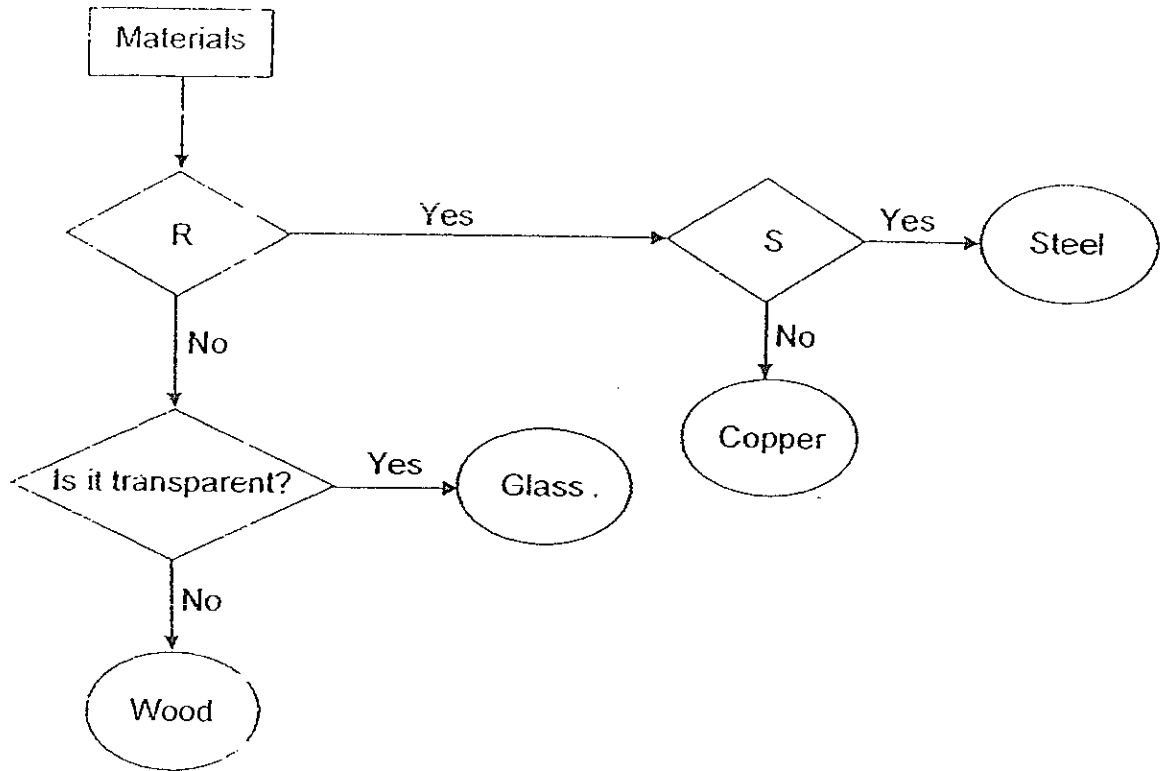 Materials
R
Yes
S
Yes
Steel
No
No
Copper
Is it transparent?
Yes
Glass .
No
Wood